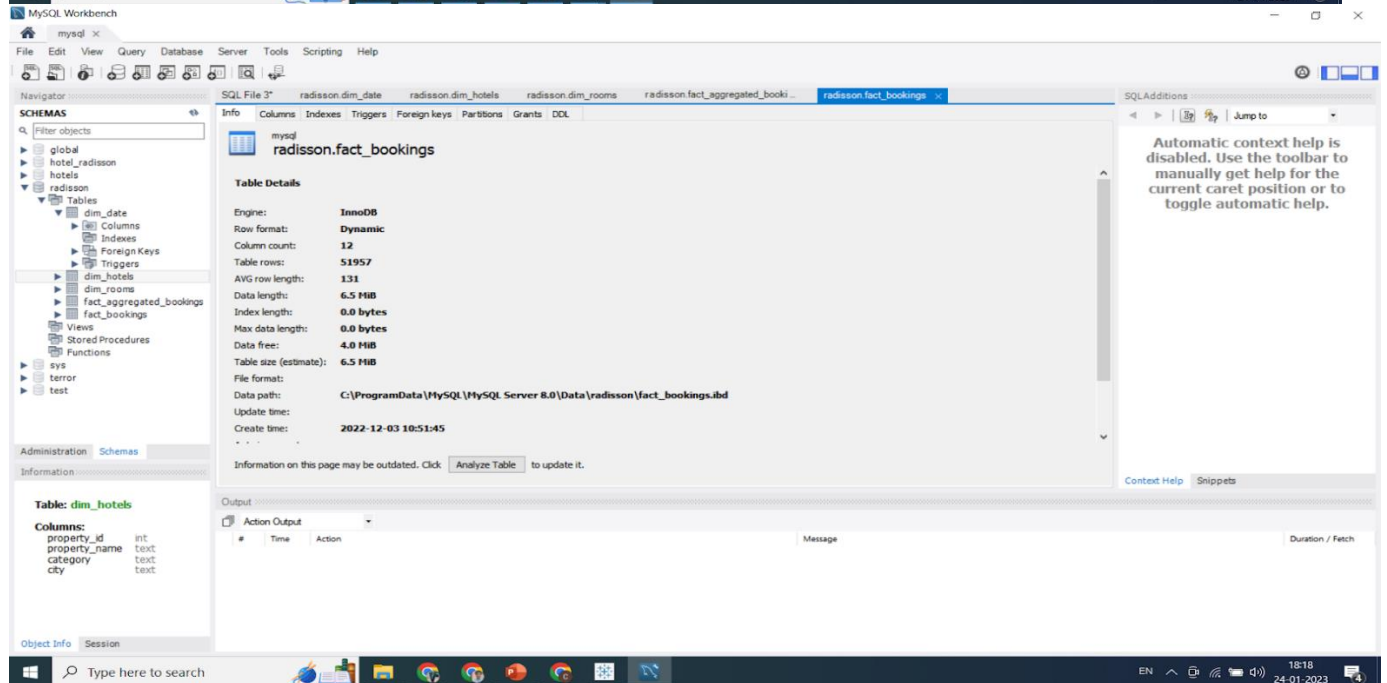 MySQL Workbench
mysql
File Edit View Query Database Server Tools Scripting Help
Navigator
SCHEMAS
Filter objects
global
hotel_radisson
hotels
radisson
Tables
dim_date
Columns
Indexes
Foreign Keys
Triggers
dim_hotels
dim_rooms
fact_aggregated_bookings
fact_bookings
Views
Stored Procedures
Functions
sys
terror
test
Administration Schemas
Information
Table: dim_hotels
Columns:
property_id int
property_name text
category text
city text
Object Info Session
SQL File 3* radisson.dim_date radisson.dim_hotels radisson.dim_rooms radisson.fact_aggregated_booki... radisson.fact_bookings
Info Columns Indexes Triggers Foreign keys Partitions Grants DDL
mysql
radisson.fact_bookings
Table Details
Engine: InnoDB
Row format: Dynamic
Column count: 12
Table rows: 51957
AVG row length: 131
Data length: 6.5 MiB
Index length: 0.0 bytes
Max data length: 0.0 bytes
Data free: 4.0 MiB
Table size (estimate): 6.5 MiB
File format:
Data path: C:\ProgramData\MySQL\MySQL Server 8.0\Data\radisson\fact_bookings.ibd
Update time:
Create time: 2022-12-03 10:51:45
Information on this page may be outdated. Click Analyze Table to update it.
Output
Action Output
# Time Action Message Duration / Fetch
SQLAdditions
Jump to
Automatic context help is
disabled. Use the toolbar to
manually get help for the
current caret position or to
toggle automatic help.
Context Help Snippets
Type here to search
EN
18:18
24-01-2023
4